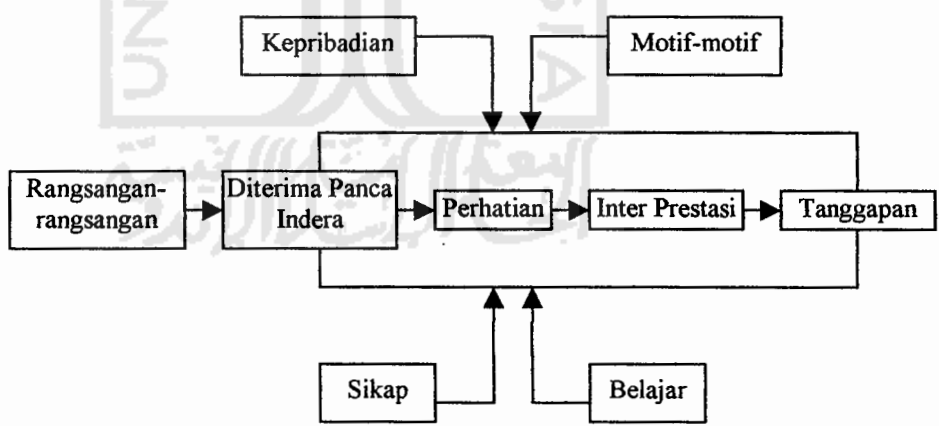 Kepribadian
Motif-motif
Rangsangan-
rangsangan
Diterima Panca
Indera
Perhatian
Inter Prestasi
Tanggapan
Sikap
Belajar